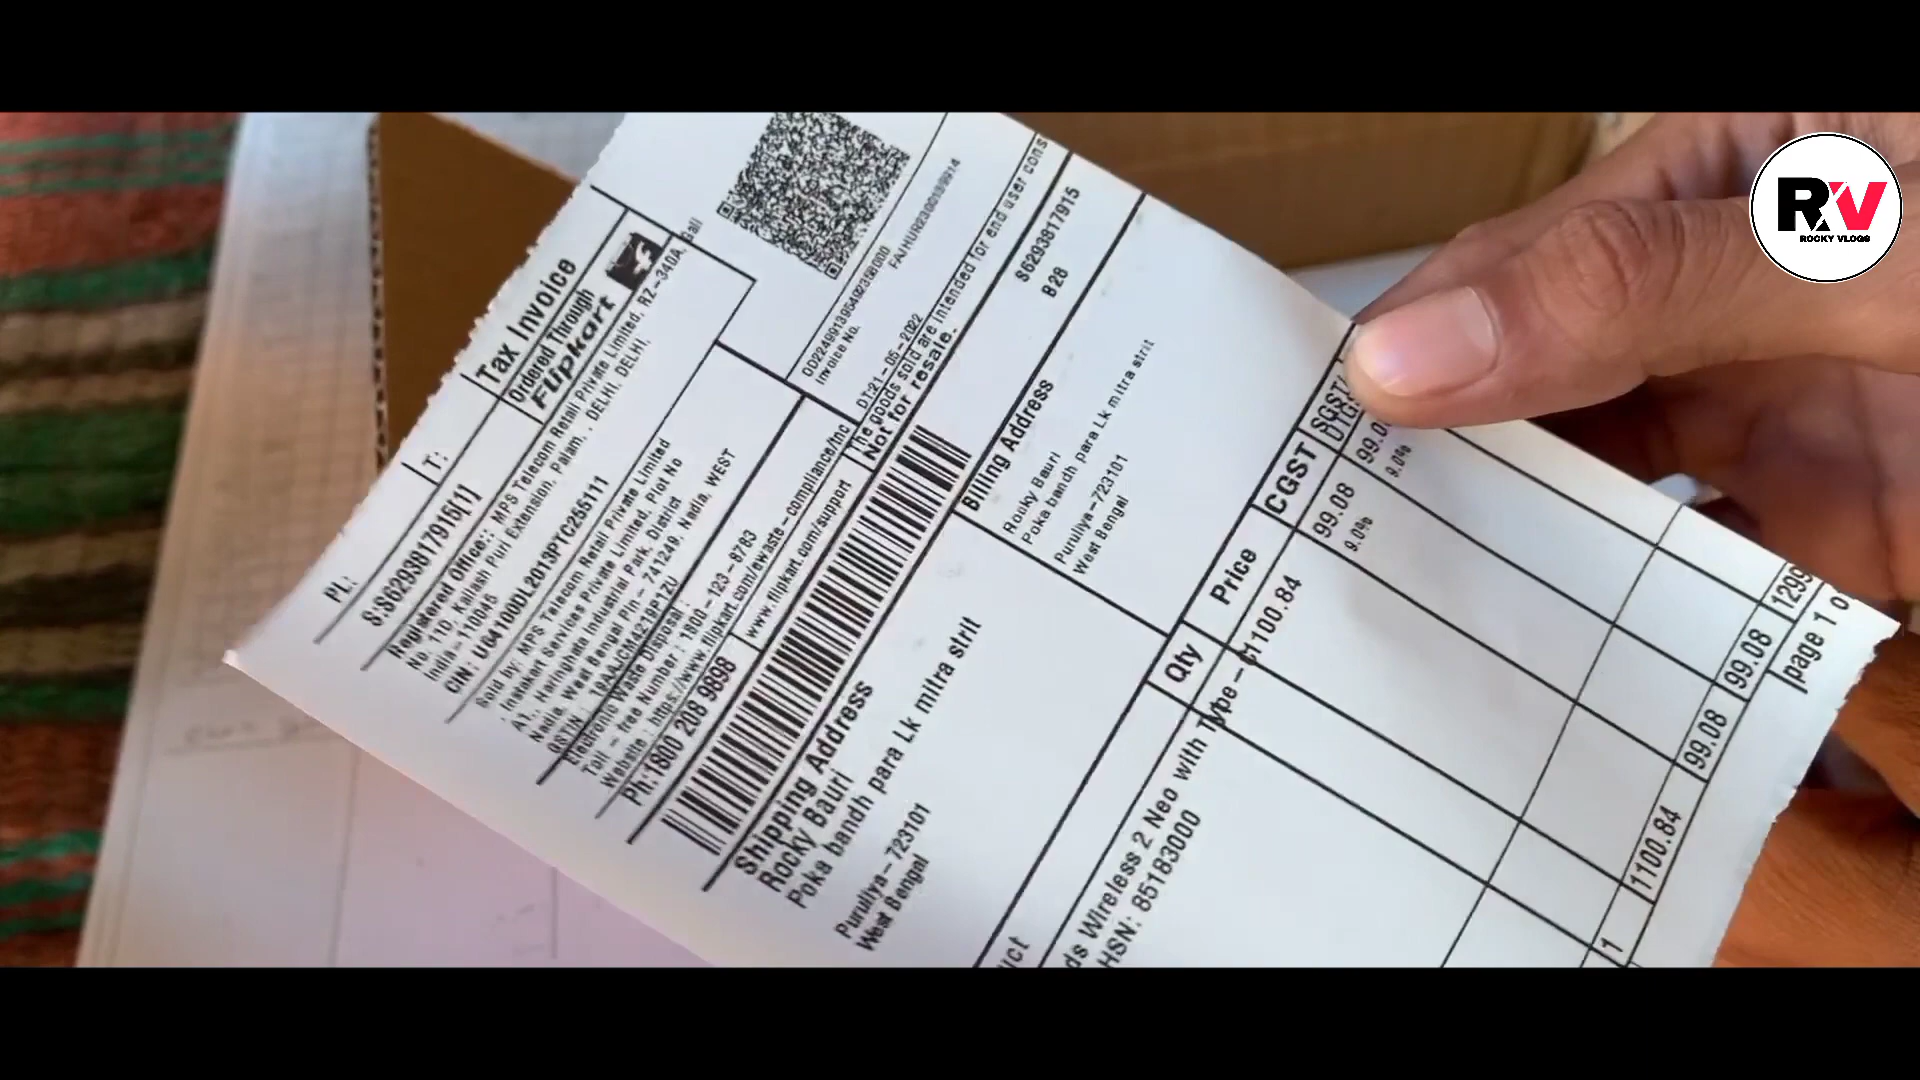 RV
ROCKY VLOGS
PL:
T:
Tax Invoice
S:S6293817916[1]
Ordered Through
Flipkart
Registered Office:: MPS Telecom Retail Private Limited, RZ-340A, Gali
No. 11D, Kailash Puri Extension, Palam, , DELHI, DELHI,
India - 110045
CIN: U64100DL2013PTC255111
Sold by: MPS Telecom Retail Private Limited
Instakart Services Private Limited, Plot No
A1, Haringhata Industrial Park, District
Nadia, West Bengal, Pin - 741249, Nadia, WEST
Electronic Waste Disposal -
Toll - free Number : 1800-123-8783
Website : https://www.flipkart.com/ewaste-compliance/tnc
Ph:1800 208 9898
www.flipkart.com/support
Invoice No.
DT:21-05-2022
The goods sold are intended for end user cons
Not for resale.
S6293817915
B28
Shipping Address
Rocky Bauri
Poka bandh para Lk mitra strit
Puruliya-723101
West Bengal
Billing Address
Rocky Bauri
Poka bandh para Lk mitra strit
Puruliya-723101
West Bengal
uct
Qty
Price
CGST
SGST/
ds Wireless 2 Neo with Type-
HSN: 85183000
1100.84
99.08
9.0%
99.0
9.0%
1
1100.84
99.08
99.08
1299
page 1 o